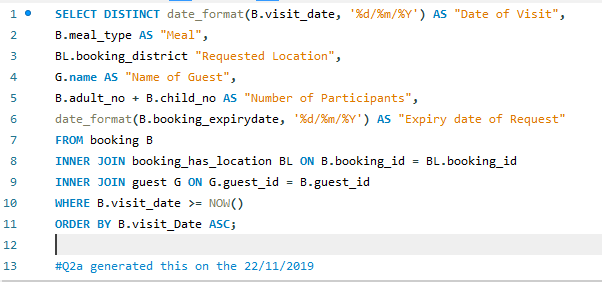 1 SELECT DISTINCT date_format(B.visit_date, '%d/%m/%Y') AS "Date of Visit",
2 B.meal_type AS "Meal",
3 BL.booking_district "Requested Location",
4 G.name AS "Name of Guest",
5 B.adult_no + B.child_no AS "Number of Participants",
6 date_format(B.booking_expirydate, '%d/%m/%Y') AS "Expiry date of Request"
7 FROM booking B
8 INNER JOIN booking_has_location BL ON B.booking_id = BL.booking_id
9 INNER JOIN guest G ON G.guest_id = B.guest_id
10 WHERE B.visit_date >= NOW()
11 ORDER BY B.visit_Date ASC;
12
13 #Q2a generated this on the 22/11/2019